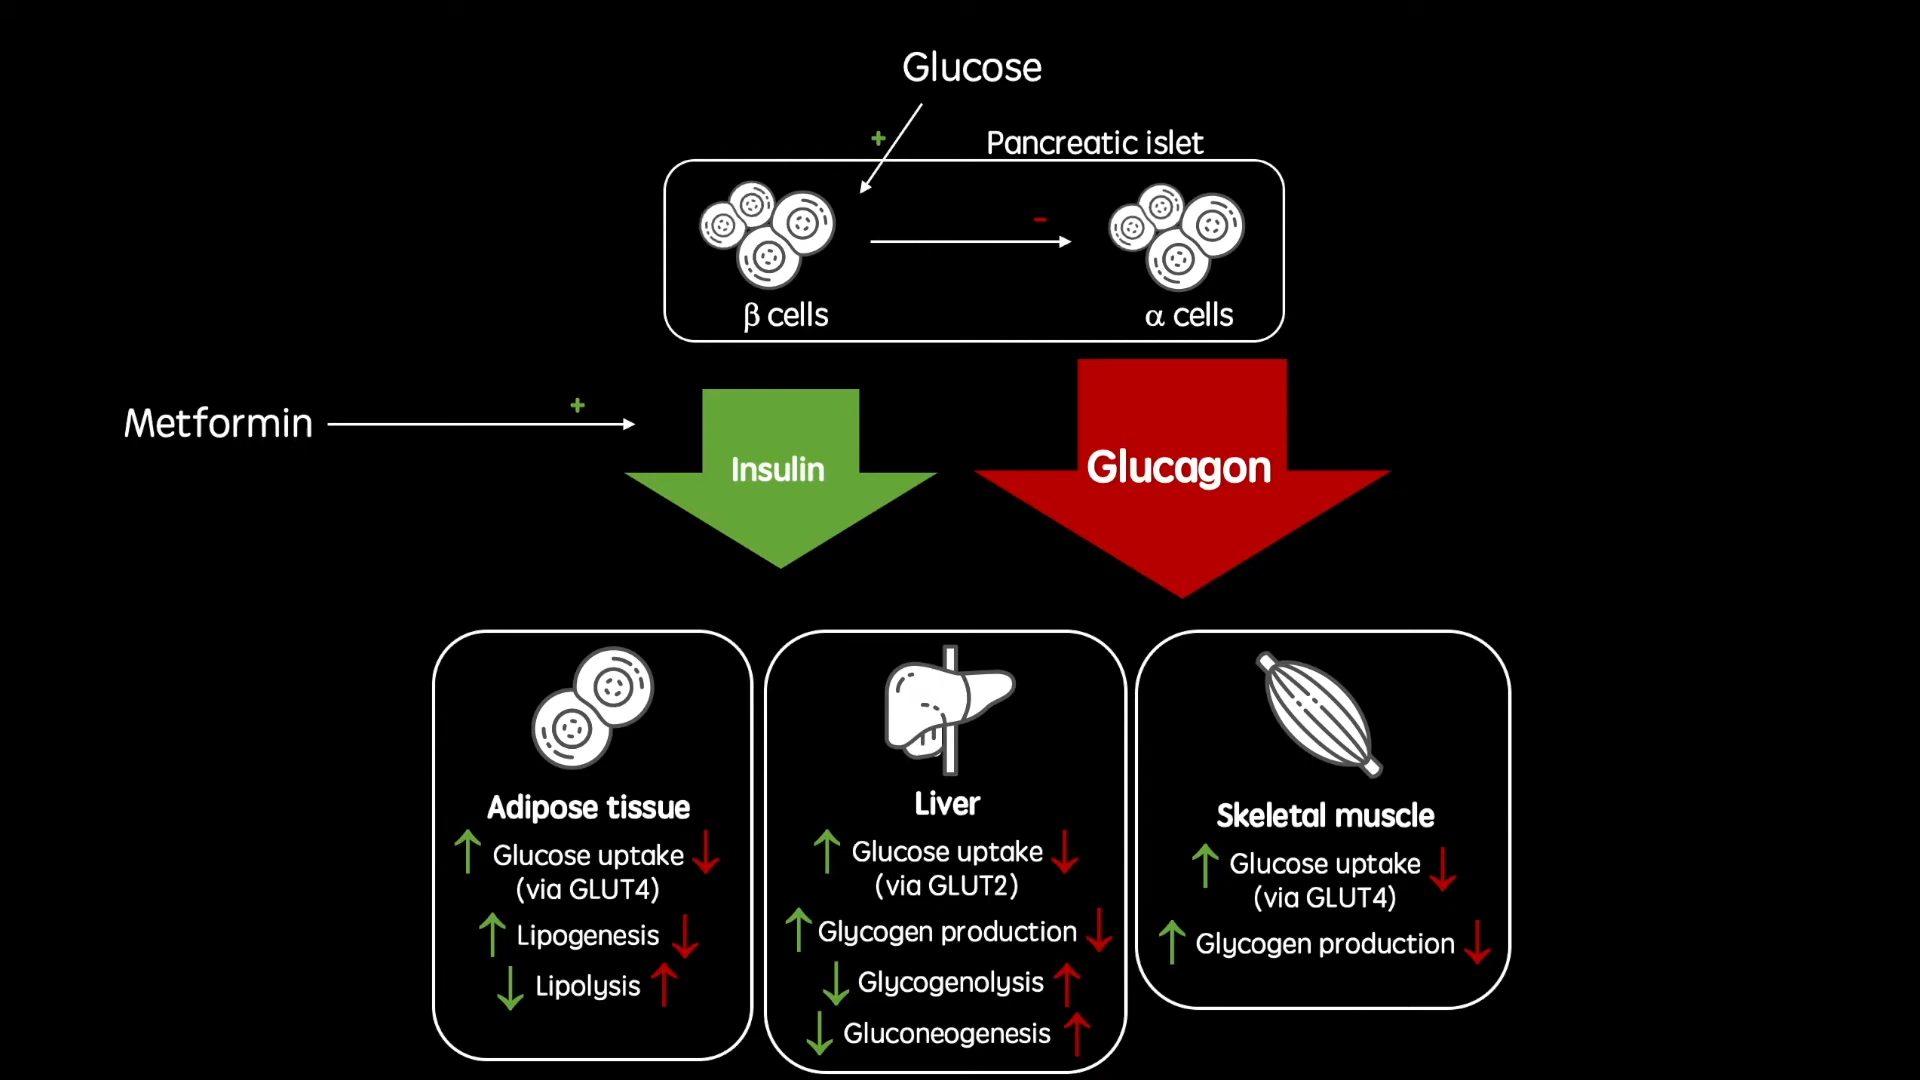 Glucose
+
Pancreatic islet
-
β cells
α cells
Metformin
+
Insulin
Glucagon
Adipose tissue
↑ Glucose uptake ↓
(via GLUT4)
↑ Lipogenesis ↓
↓ Lipolysis ↑
Liver
↑ Glucose uptake ↓
(via GLUT2)
↑ Glycogen production ↓
↓ Glycogenolysis ↑
↓ Gluconeogenesis ↑
Skeletal muscle
↑ Glucose uptake ↓
(via GLUT4)
↑ Glycogen production ↓